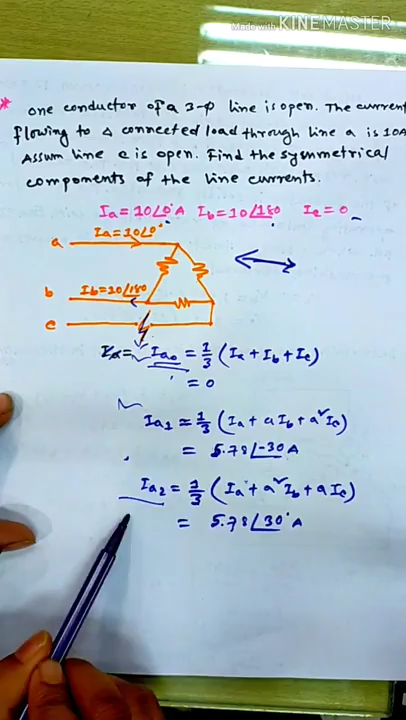 Made with KINEMASTER
* One conductor of a 3-φ line is open. The current
flowing to Δ connected load through line a is 10A
Assum line c is open. Find the symmetrical
components of the line currents.
Ia = 10∠0° A Ib = 10∠180 Ic = 0
a Ia = 10∠0°
b Ib = 10∠180
c
Iao = 1/3 (Ia + Ib + Ic)
= 0
Ia1 = 1/3 (Ia + aIb + a²Ic)
= 5.78∠-30 A
Ia2 = 1/3 (Ia + a²Ib + aIc)
= 5.78∠30° A